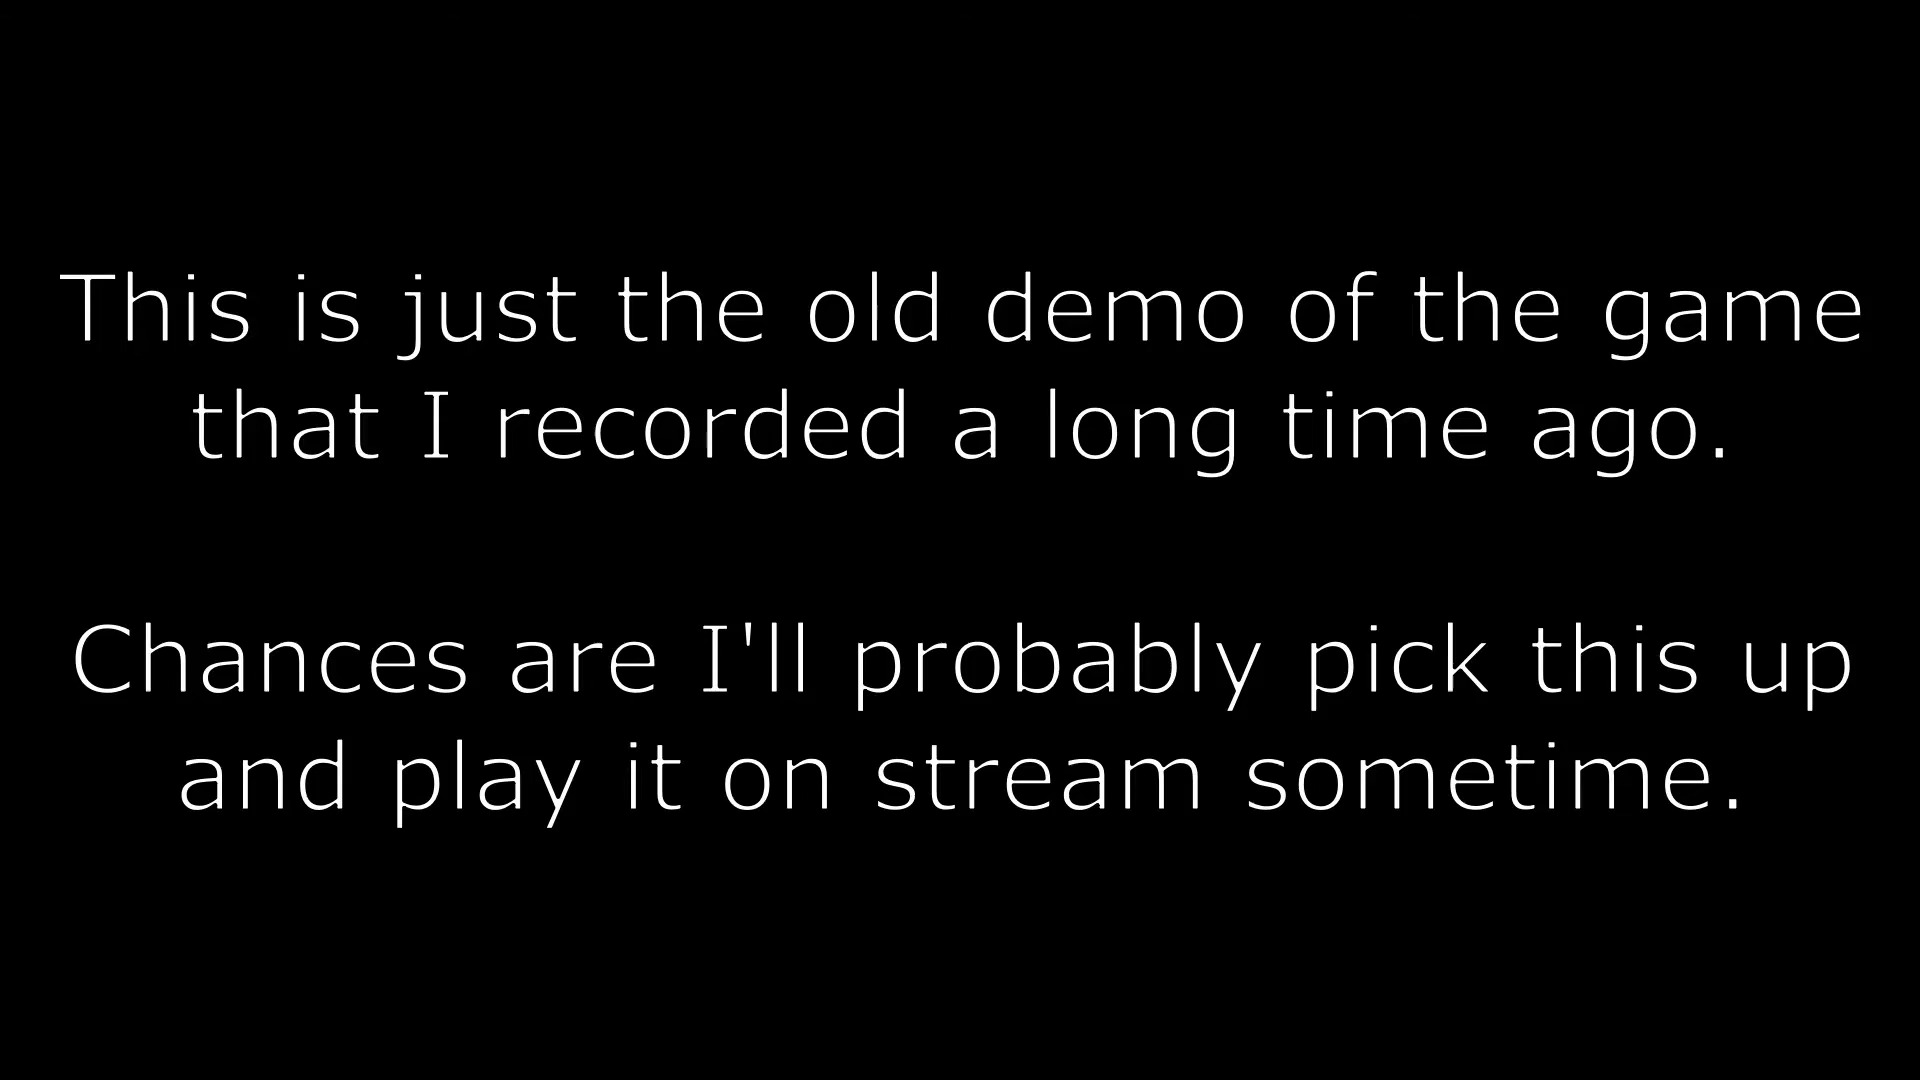 This is just the old demo of the game
that I recorded a long time ago.
Chances are I'll probably pick this up
and play it on stream sometime.